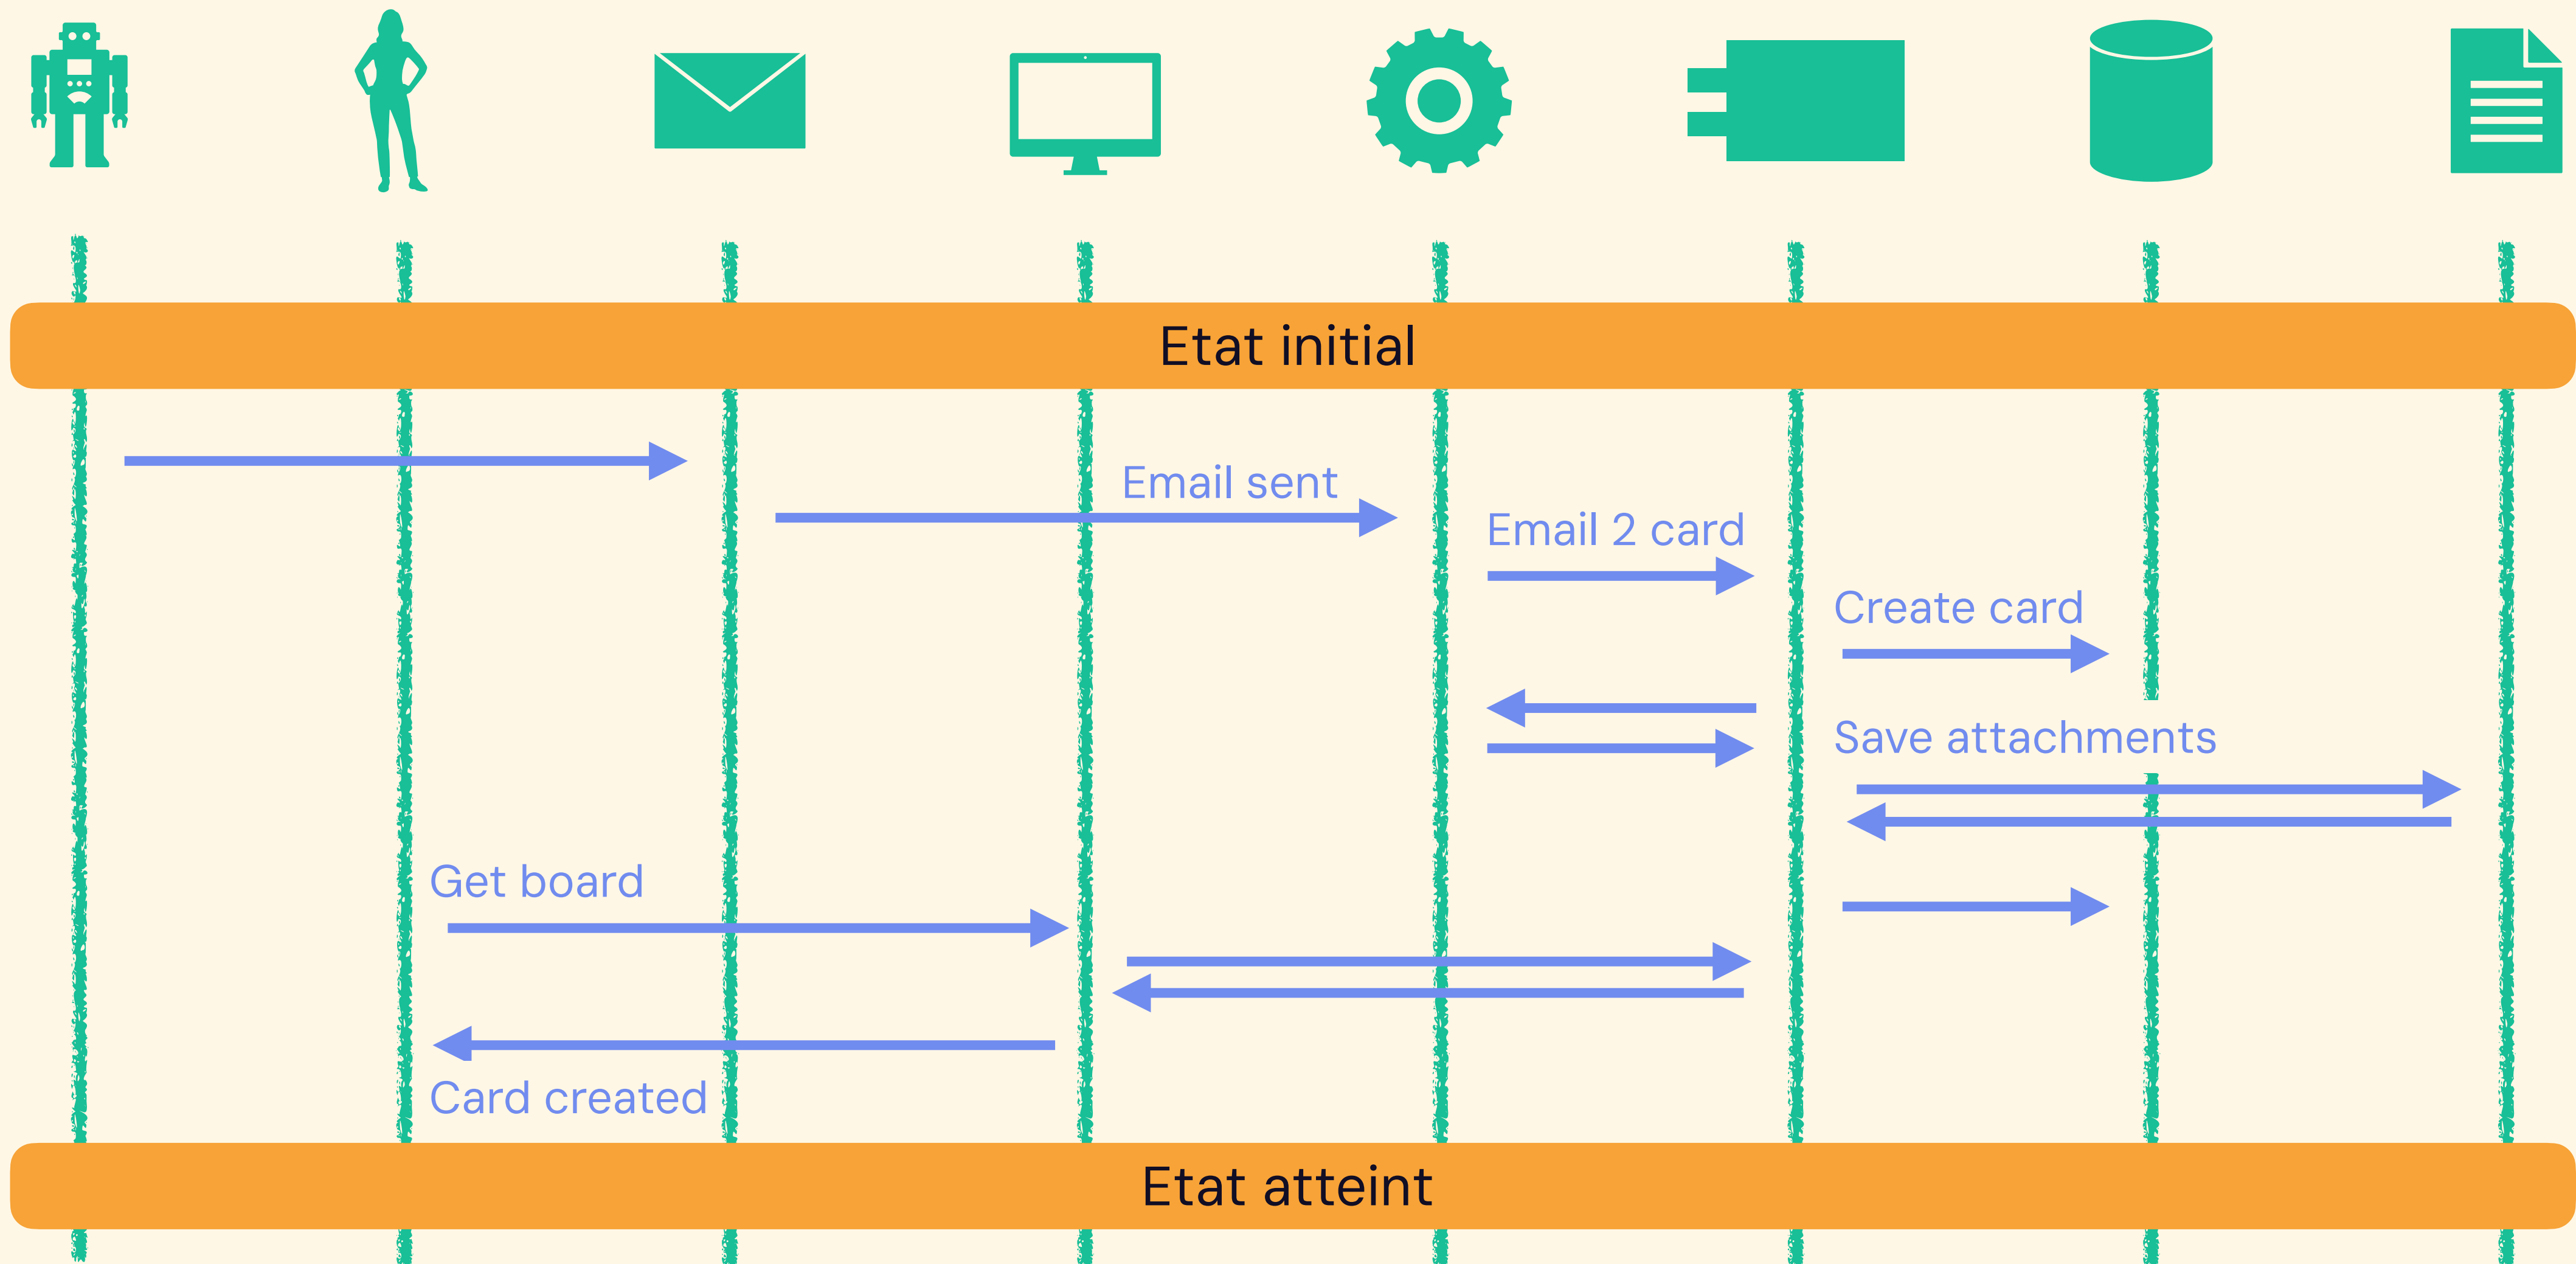 Etat initial
Email sent
Email 2 card
Create card
Save attachments
Get board
Card created
Etat atteint